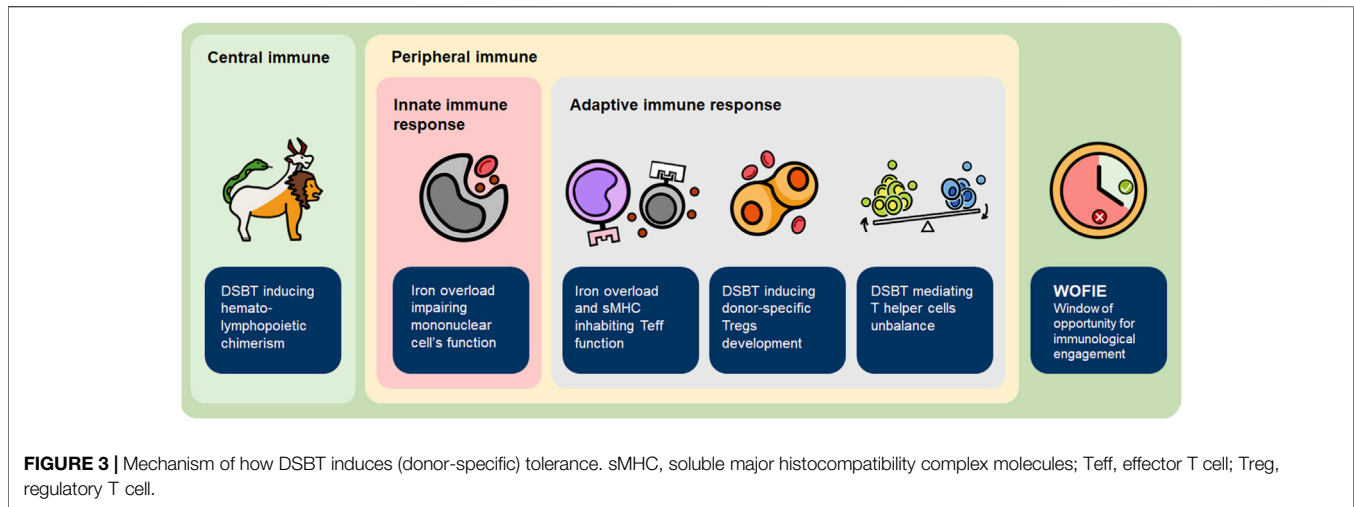 Central immune
Peripheral immune
Innate immune
response
Adaptive immune response
DSBT inducing
hemato-
lymphopoietic
chimerism
Iron overload
impairing
mononuclear
cell's function
Iron overload
and sMHC
inhabiting Teff
function
DSBT inducing
donor-specific
Tregs
development
DSBT mediating
T helper cells
unbalance
WOFIE
Window of
opportunity for
immunological
engagement
FIGURE 3 | Mechanism of how DSBT induces (donor-specific) tolerance. sMHC, soluble major histocompatibility complex molecules; Teff, effector T cell; Treg,
regulatory T cell.